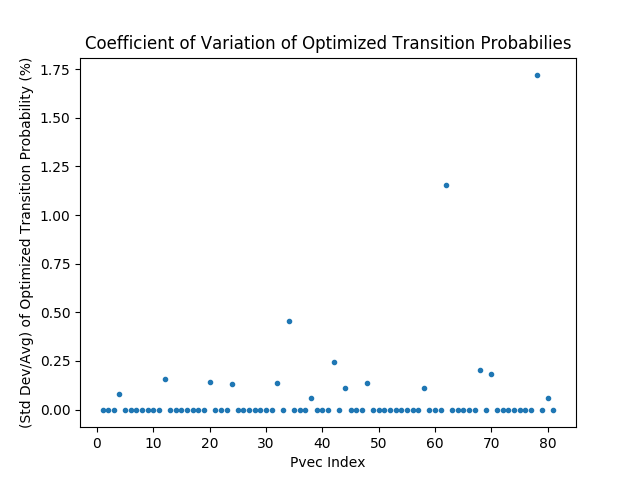 Coefficient of Variation of Optimized Transition Probabilies
(Std Dev/Avg) of Optimized Transition Probability (%)
1.75
1.50
1.25
1.00
0.75
0.50
0.25
0.00
0 10 20 30 40 50 60 70 80
Pvec Index